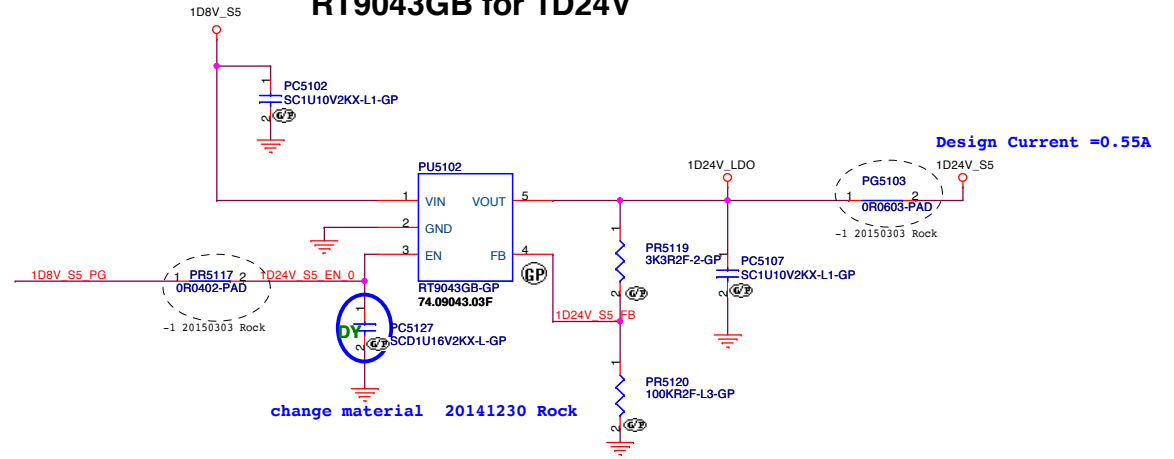 RT9043GB for 1D24V
1D8V_S5
1
PC5102
SC1U10V2KX-L1-GP
2
G/P
Design Current =0.55A
PU5102
1D24V_LDO
1D24V_S5
PG5103
1 2
0R0603-PAD
-1 20150303 Rock
1 VIN VOUT 5
2 GND
3 EN FB 4
GP
RT9043GB-GP
74.09043.03F
1
PR5119
3K3R2F-2-GP
2
G/P
1
PC5107
SC1U10V2KX-L1-GP
2
G/P
1D8V_S5_PG
1 PR5117 2
0R0402-PAD
1D24V_S5_EN_0
-1 20150303 Rock
1
DY
PC5127
SCD1U16V2KX-L-GP
2
G/P
1D24V_S5_FB
1
PR5120
100KR2F-L3-GP
2
G/P
change material 20141230 Rock